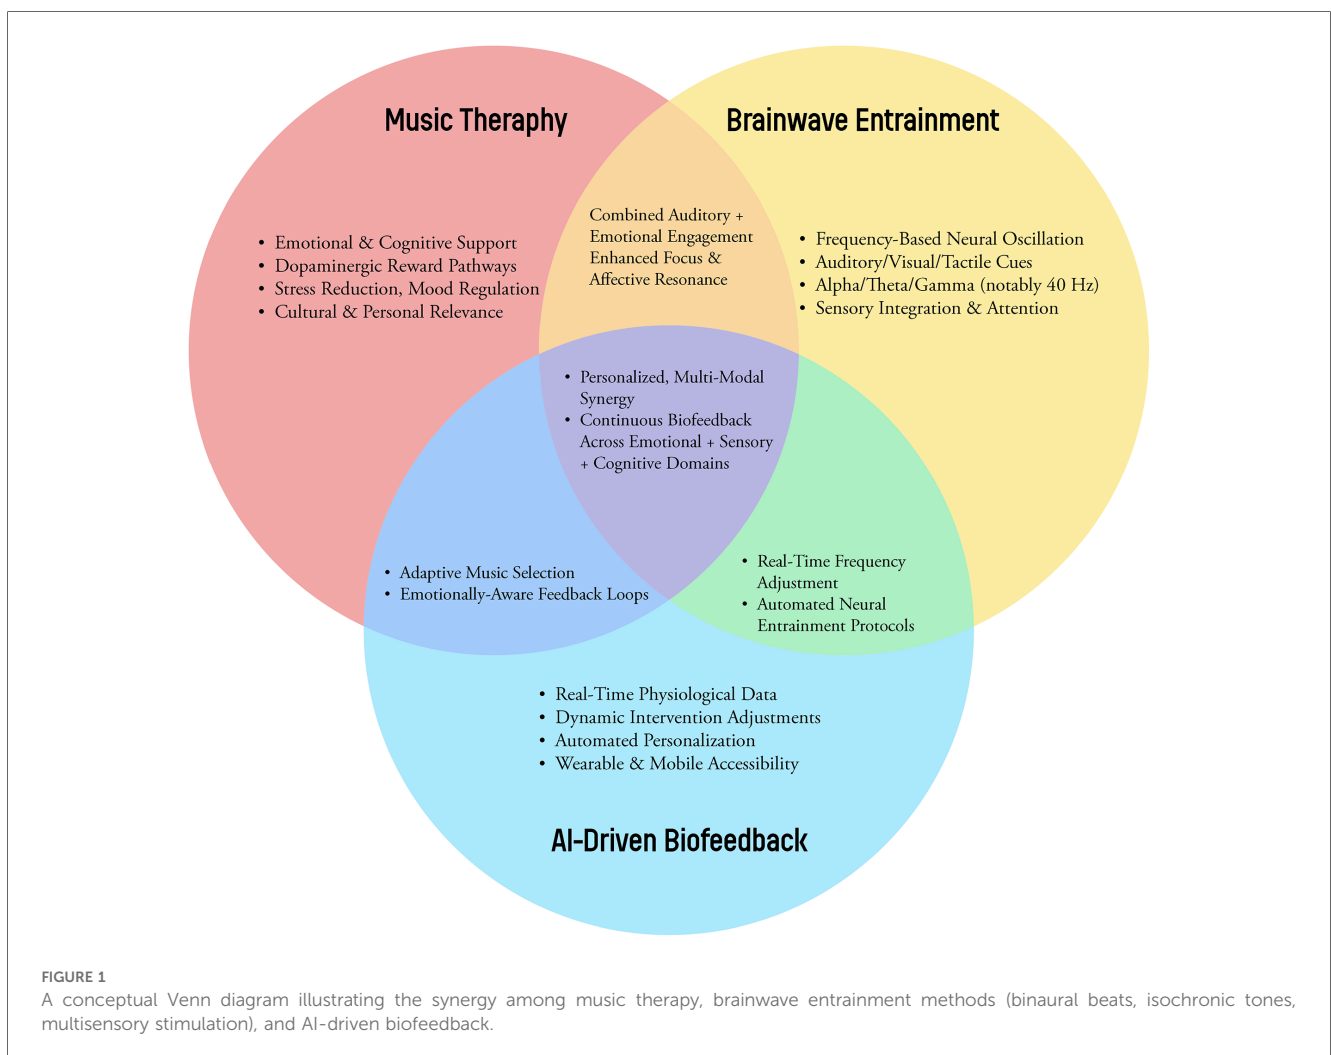 Music Theraphy
Brainwave Entrainment
• Emotional & Cognitive Support
• Dopaminergic Reward Pathways
• Stress Reduction, Mood Regulation
• Cultural & Personal Relevance
Combined Auditory +
Emotional Engagement
Enhanced Focus &
Affective Resonance
• Frequency-Based Neural Oscillation
• Auditory/Visual/Tactile Cues
• Alpha/Theta/Gamma (notably 40 Hz)
• Sensory Integration & Attention
• Personalized, Multi-Modal
Synergy
• Continuous Biofeedback
Across Emotional + Sensory
+ Cognitive Domains
• Adaptive Music Selection
• Emotionally-Aware Feedback Loops
• Real-Time Frequency
Adjustment
• Automated Neural
Entrainment Protocols
• Real-Time Physiological Data
• Dynamic Intervention Adjustments
• Automated Personalization
• Wearable & Mobile Accessibility
AI-Driven Biofeedback
FIGURE 1
A conceptual Venn diagram illustrating the synergy among music therapy, brainwave entrainment methods (binaural beats, isochronic tones,
multisensory stimulation), and AI-driven biofeedback.